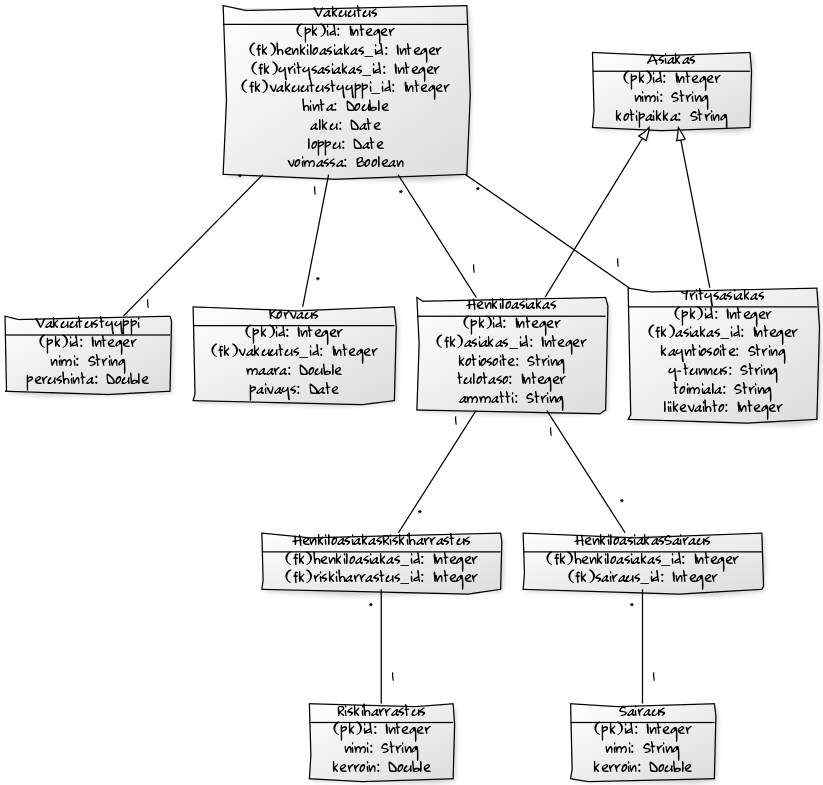 Vakuutus
(pk)id: Integer
(fk)henkiloasiakas_id: Integer
(fk)yritysasiakas_id: Integer
(fk)vakuutustyyppi_id: Integer
hinta: Double
alku: Date
loppu: Date
voimassa: Boolean
Asiakas
(pk)id: Integer
nimi: String
kotipaikka: String
*
1
*
*
1
*
1
1
Vakuutustyyppi
(pk)id: Integer
nimi: String
perushinta: Double
Korvaus
(pk)id: Integer
(fk)vakuutus_id: Integer
maara: Double
paivays: Date
Henkiloasiakas
(pk)id: Integer
(fk)asiakas_id: Integer
kotiosoite: String
tulotaso: Integer
ammatti: String
Yritysasiakas
(pk)id: Integer
(fk)asiakas_id: Integer
kayntiosoite: String
y-tunnus: String
toimiala: String
liikevaihto: Integer
1
1
*
*
HenkiloasiakasRiskiharrastus
(fk)henkiloasiakas_id: Integer
(fk)riskiharrastus_id: Integer
HenkiloasiakasSairaus
(fk)henkiloasiakas_id: Integer
(fk)sairaus_id: Integer
*
*
1
1
Riskiharrastus
(pk)id: Integer
nimi: String
kerroin: Double
Sairaus
(pk)id: Integer
nimi: String
kerroin: Double